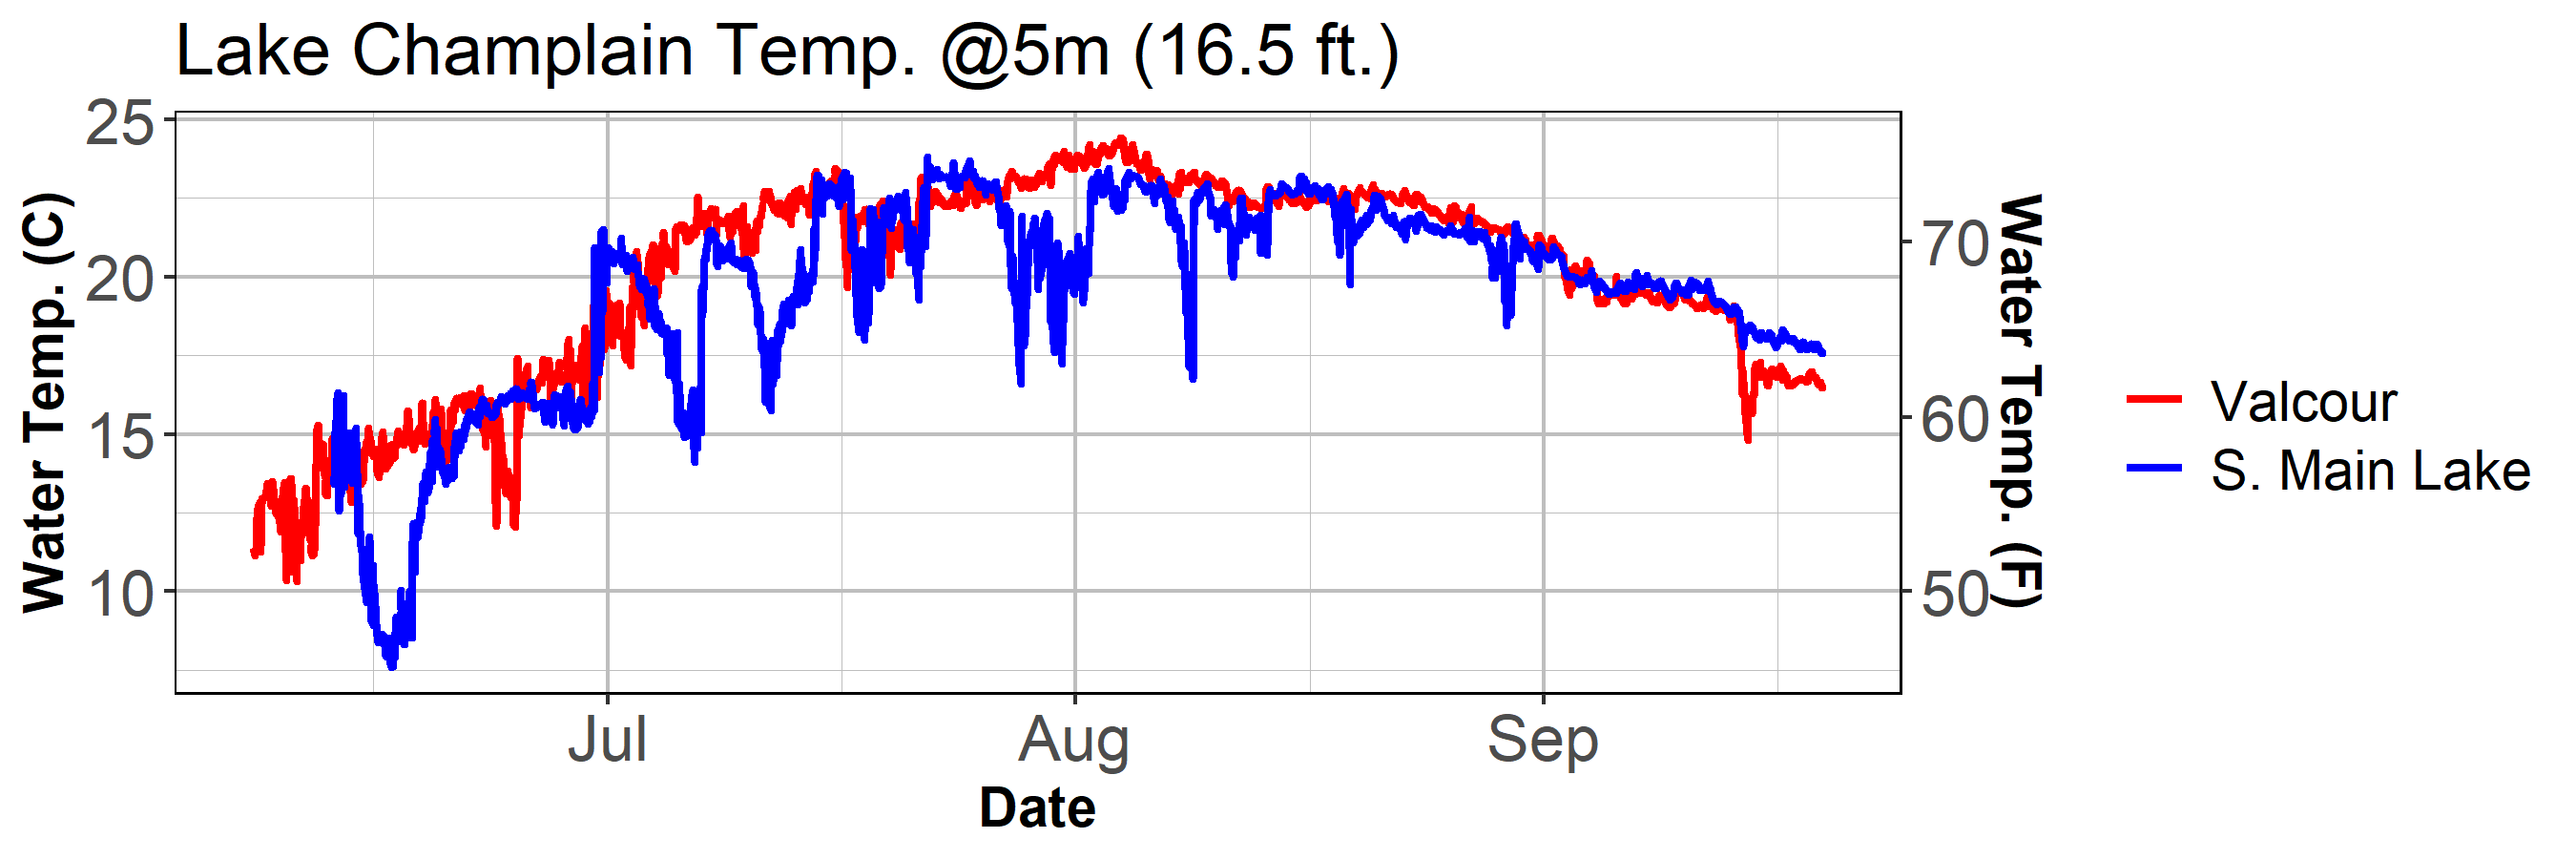 Lake Champlain Temp. @5m (16.5 ft.)
Water Temp. (C)
25
20
15
10
70
60
50
Water Temp. (F)
Jul
Aug
Sep
Date
Valcour
S. Main Lake